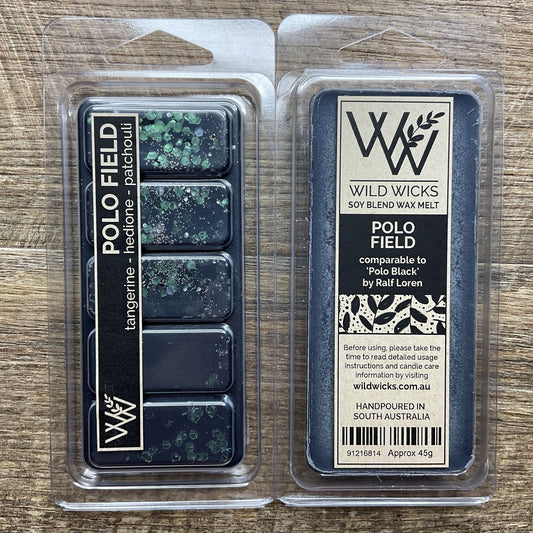 POLO FIELD
tangerine - hedione - patchouli
W
WW
WILD WICKS
SOY BLEND WAX MELT
POLO
FIELD
comparable to
'Polo Black'
by Ralf Loren
Before using, please take the
time to read detailed usage
instructions and candle care
information by visiting
wildwicks.com.au
HANDPOURED IN
SOUTH AUSTRALIA
91216814 Approx 45g